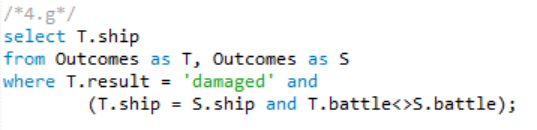 /*4.g*/
select T.ship
from Outcomes as T, Outcomes as S
where T.result = 'damaged' and
(T.ship = S.ship and T.battle<>S.battle);